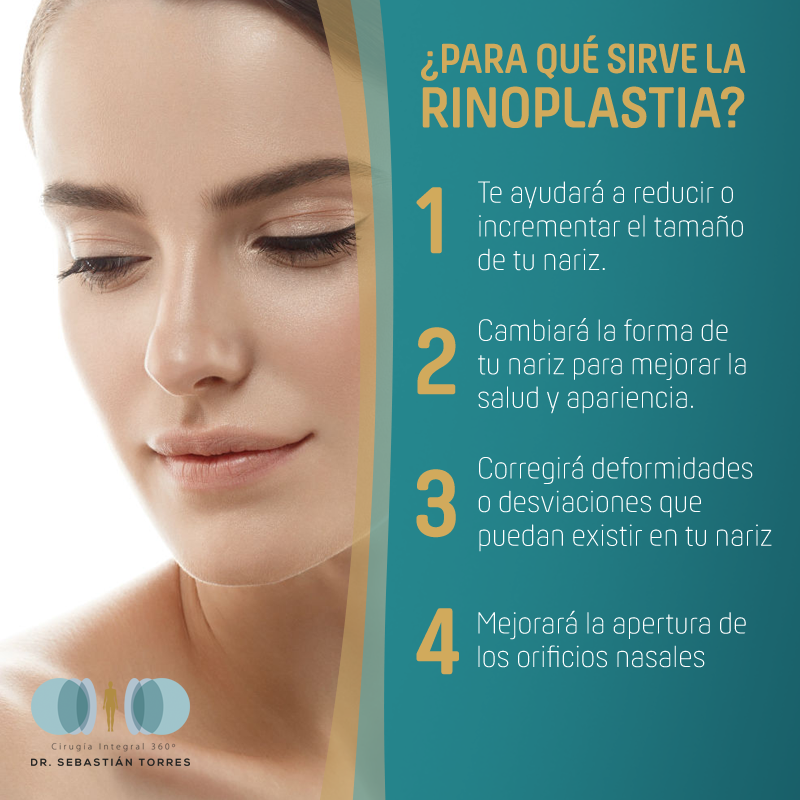 ¿PARA QUÉ SIRVE LA
RINOPLASTIA?
1
Te ayudará a reducir o
incrementar el tamaño
de tu nariz.
2
Cambiará la forma de
tu nariz para mejorar la
salud y apariencia.
3
Corregirá deformidades
o desviaciones que
puedan existir en tu nariz
4
Mejorará la apertura de
los orificios nasales
Cirugía Integral 360º
DR. SEBASTIÁN TORRES